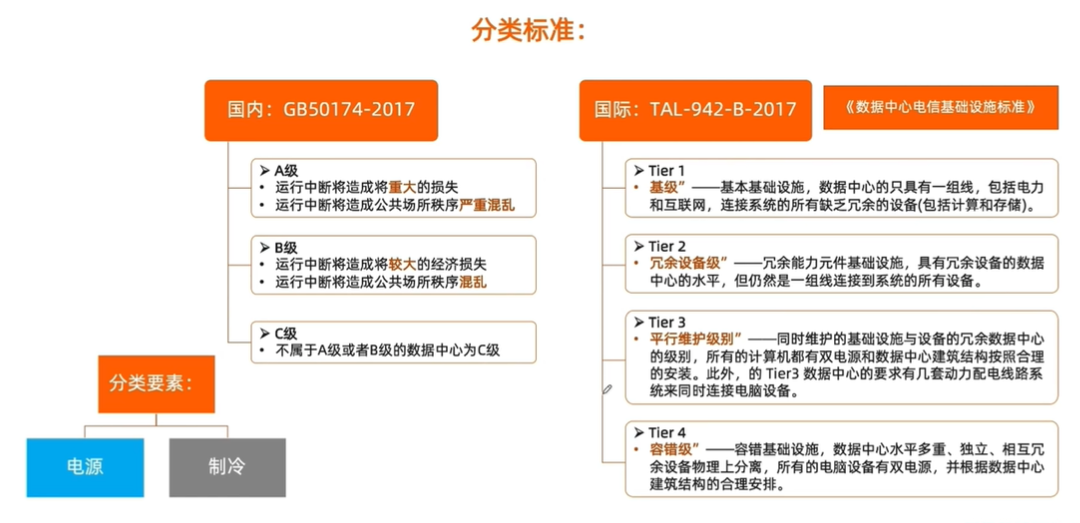 分类标准：
国内：GB50174-2017
➢ A级
• 运行中断将造成将重大的损失
• 运行中断将造成公共场所秩序严重混乱
➢ B级
• 运行中断将造成将较大的经济损失
• 运行中断将造成公共场所秩序混乱
➢ C级
• 不属于A级或者B级的数据中心为C级
分类要素：
电源
制冷
国际：TAL-942-B-2017
《数据中心电信基础设施标准》
➢ Tier 1
• 基级”——基本基础设施，数据中心的只具有一组线，包括电力
和互联网，连接系统的所有缺乏冗余的设备(包括计算和存储)。
➢ Tier 2
• 冗余设备级”——冗余能力元件基础设施，具有冗余设备的数据
中心的水平，但仍然是一组线连接到系统的所有设备。
➢ Tier 3
• 平行维护级别”——同时维护的基础设施与设备的冗余数据中心
的级别，所有的计算机都有双电源和数据中心建筑结构按照合理
的安装。此外，的 Tier3 数据中心的要求有几套动力配电线路系
统来同时连接电脑设备。
➢ Tier 4
• 容错级”——容错基础设施，数据中心水平多重、独立、相互冗
余设备物理上分离，所有的电脑设备有双电源，并根据数据中心
建筑结构的合理安排。